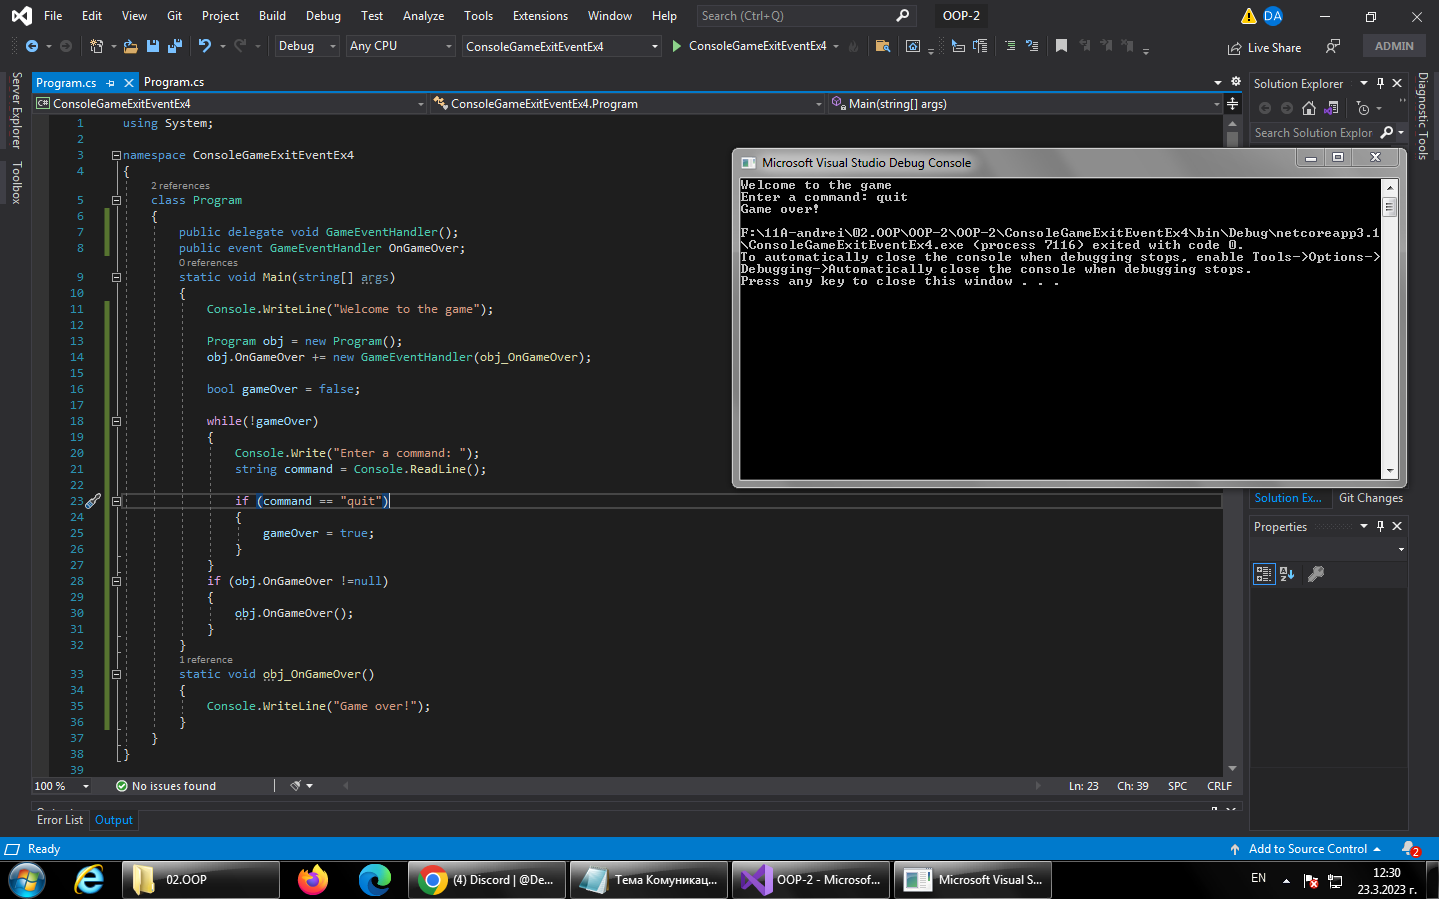 File Edit View Git Project Build Debug Test Analyze Tools Extensions Window Help Search (Ctrl+Q) OOP-2 DA
Debug Any CPU ConsoleGameExitEventEx4 ConsoleGameExitEventEx4 Live Share ADMIN
Server Explorer
Toolbox
Program.cs Program.cs
ConsoleGameExitEventEx4 ConsoleGameExitEventEx4.Program Main(string[] args)
1 using System;
2
3 namespace ConsoleGameExitEventEx4
4 {
2 references
5 class Program
6 {
7 public delegate void GameEventHandler();
8 public event GameEventHandler OnGameOver;
0 references
9 static void Main(string[] args)
10 {
11 Console.WriteLine("Welcome to the game");
12
13 Program obj = new Program();
14 obj.OnGameOver += new GameEventHandler(obj_OnGameOver);
15
16 bool gameOver = false;
17
18 while(!gameOver)
19 {
20 Console.Write("Enter a command: ");
21 string command = Console.ReadLine();
22
23 if (command == "quit")
24 {
25 gameOver = true;
26 }
27 }
28 if (obj.OnGameOver !=null)
29 {
30 obj.OnGameOver();
31 }
32 }
1 reference
33 static void obj_OnGameOver()
34 {
35 Console.WriteLine("Game over!");
36 }
37 }
38 }
39
100 % No issues found Ln: 23 Ch: 39 SPC CRLF
Error List Output
Solution Explorer
Search Solution Explor
Diagnostic Tools
Microsoft Visual Studio Debug Console
Welcome to the game
Enter a command: quit
Game over!
F:\11A-andrei\02.OOP\OOP-2\OOP-2\ConsoleGameExitEventEx4\bin\Debug\netcoreapp3.1
\ConsoleGameExitEventEx4.exe (process 7116) exited with code 0.
To automatically close the console when debugging stops, enable Tools->Options->
Debugging->Automatically close the console when debugging stops.
Press any key to close this window . . .
Solution Ex... Git Changes
Properties
Ready Add to Source Control 2
02.OOP (4) Discord | @De... Тема Комуникац... OOP-2 - Microsof... Microsoft Visual S... EN 12:30
23.3.2023 г.